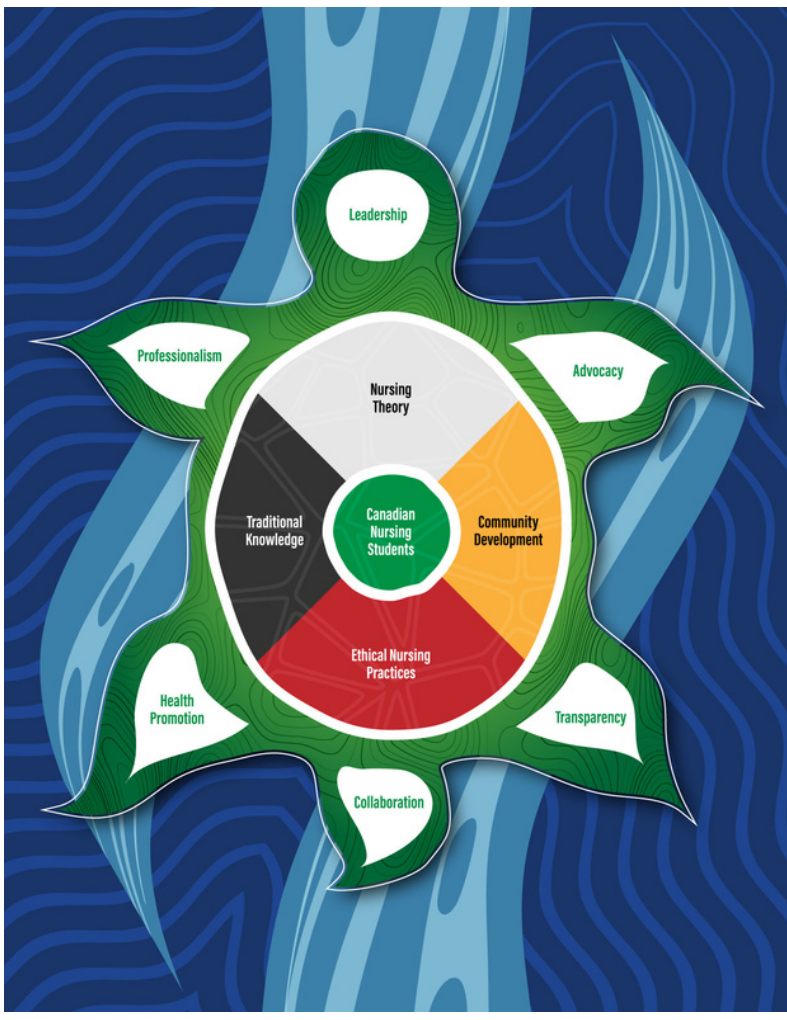 Leadership
Professionalism
Advocacy
Nursing
Theory
Traditional
Knowledge
Canadian
Nursing
Students
Community
Development
Ethical Nursing
Practices
Health
Promotion
Transparency
Collaboration